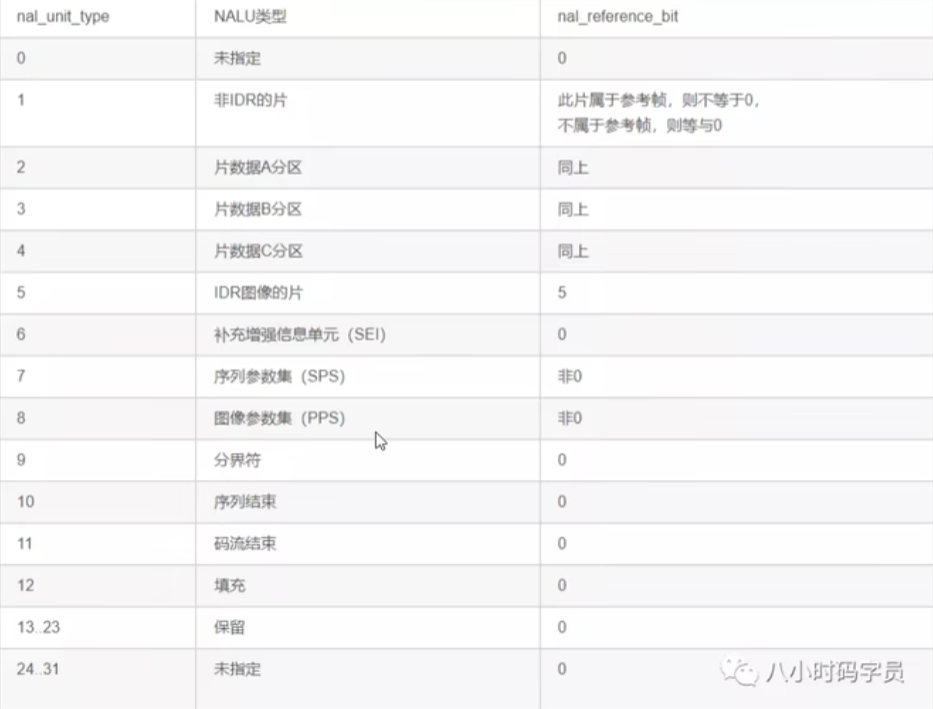 nal_unit_type NALU类型 nal_reference_bit
0 未指定 0
1 非IDR的片 此片属于参考帧，则不等于0，
不属于参考帧，则等与0
2 片数据A分区 同上
3 片数据B分区 同上
4 片数据C分区 同上
5 IDR图像的片 5
6 补充增强信息单元（SEI） 0
7 序列参数集（SPS） 非0
8 图像参数集（PPS） 非0
9 分界符 0
10 序列结束 0
11 码流结束 0
12 填充 0
13..23 保留 0
24..31 未指定 0
八小时码字员